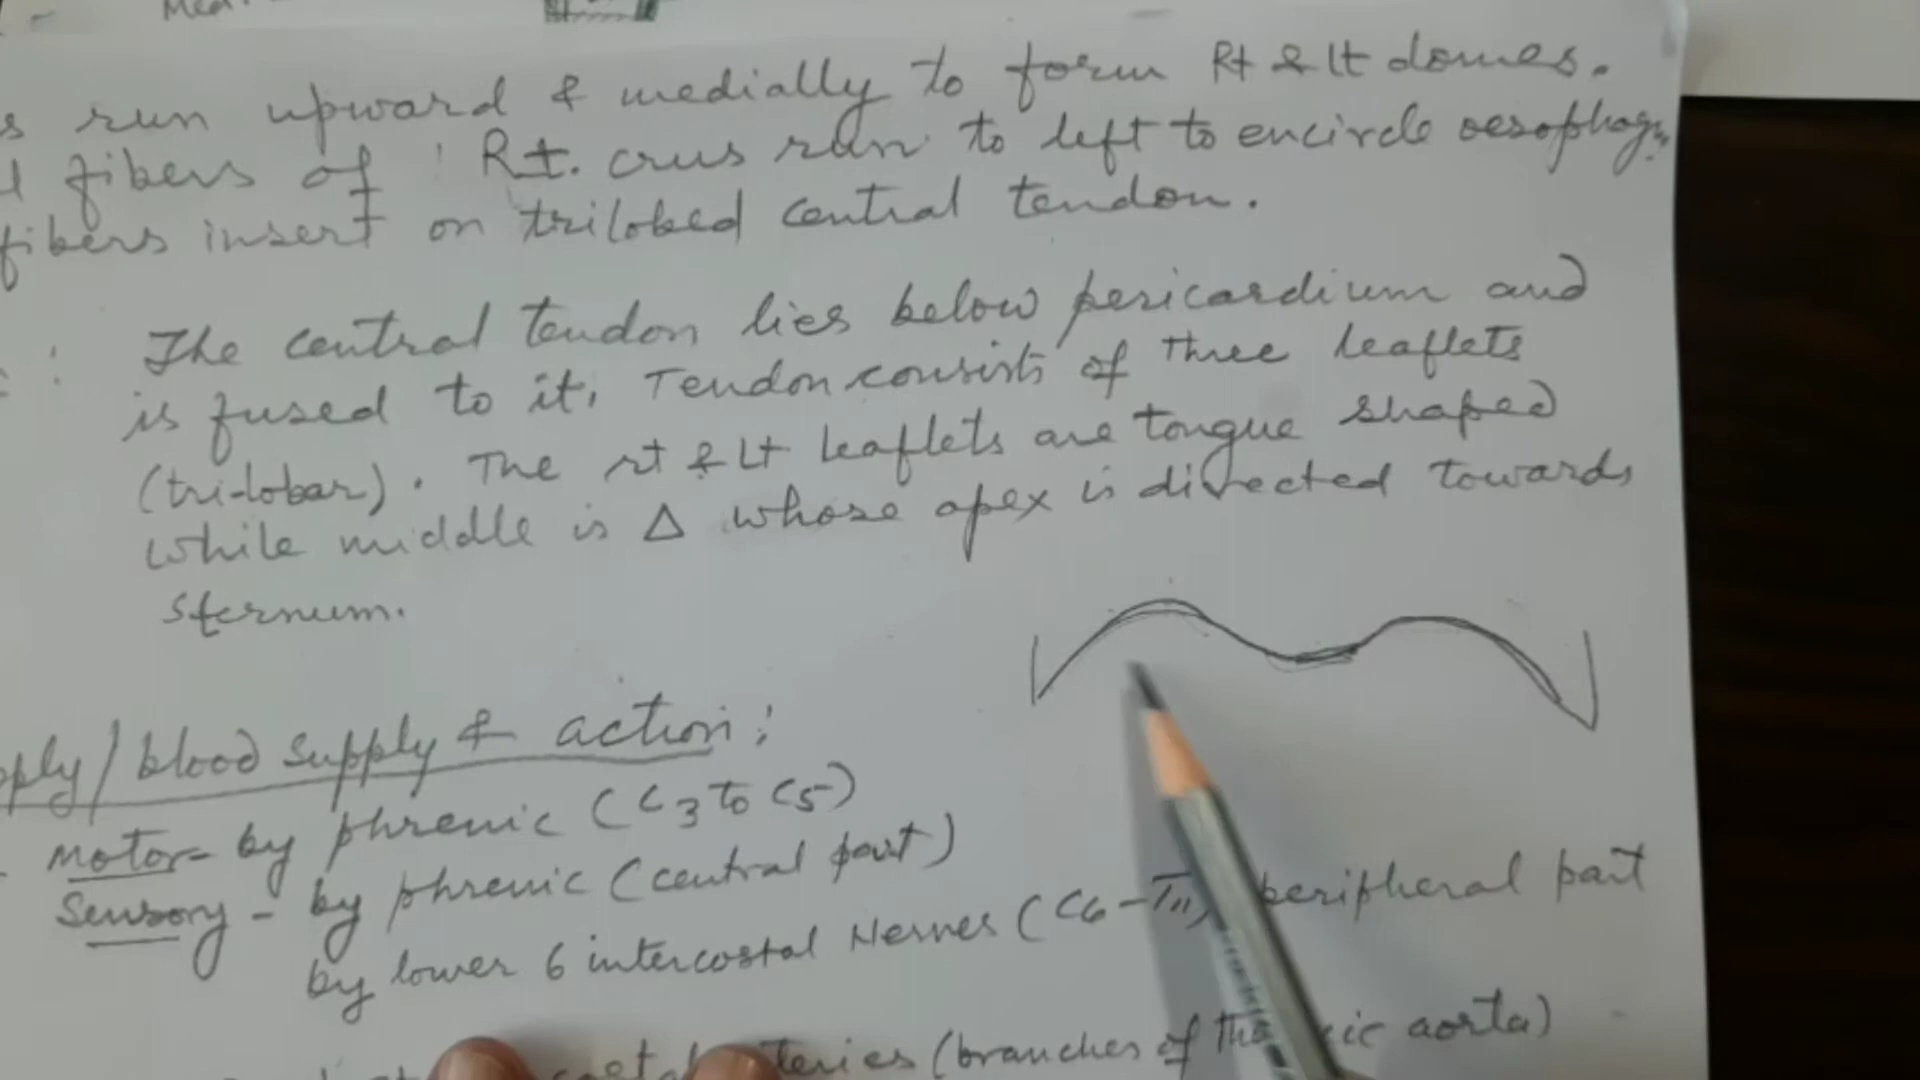 s run upward & medially to form Rt & lt domes.
fibers of Rt. crus run to left to encircle oesophagus
fibers insert on trilobed central tendon.
: The central tendon lies below pericardium and
is fused to it, Tendon consists of three leaflets
(tri-lobar). The rt & Lt leaflets are tongue shaped
while middle is Δ whose apex is directed towards
sternum.
pply/blood supply & action:
Motor- by phrenic (C3 to C5)
Sensory - by phrenic (central part)
by lower 6 intercostal Nerves (C6-T11) peripheral part
teries (branches of tho ic aorta)